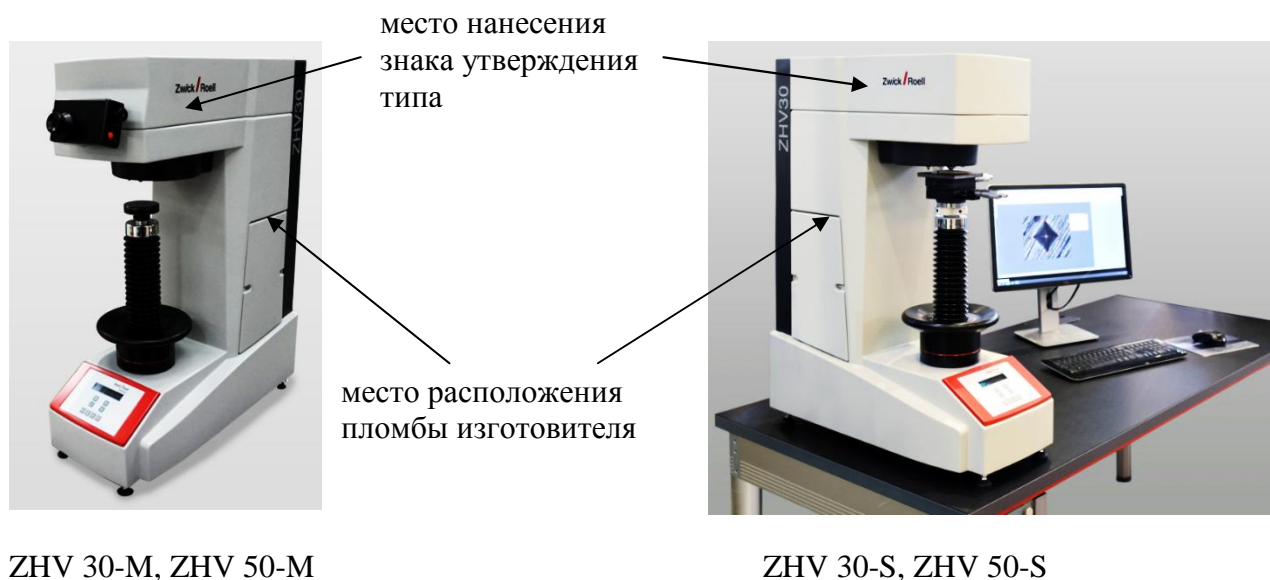 место нанесения
знака утверждения
типа
Zwick / Roell
ZHV30
Zwick / Roell
ZHV30
место расположения
пломбы изготовителя
ZHV 30-M, ZHV 50-M
ZHV 30-S, ZHV 50-S